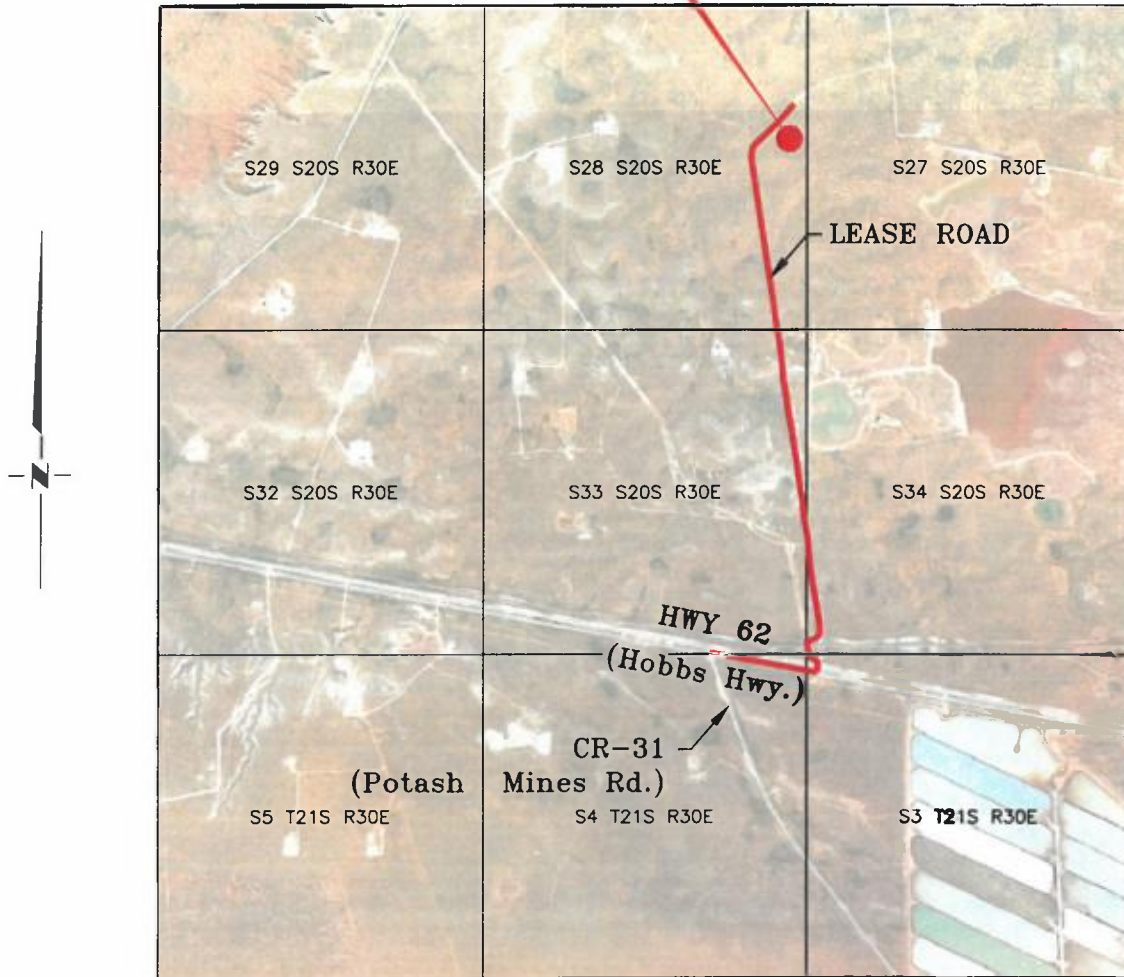 S29 S20S R30E
S28 S20S R30E
S27 S20S R30E
LEASE ROAD
N
S32 S20S R30E
S33 S20S R30E
S34 S20S R30E
HWY 62
(Hobbs Hwy.)
CR-31
(Potash Mines Rd.)
S5 T21S R30E
S4 T21S R30E
S3 T21S R30E